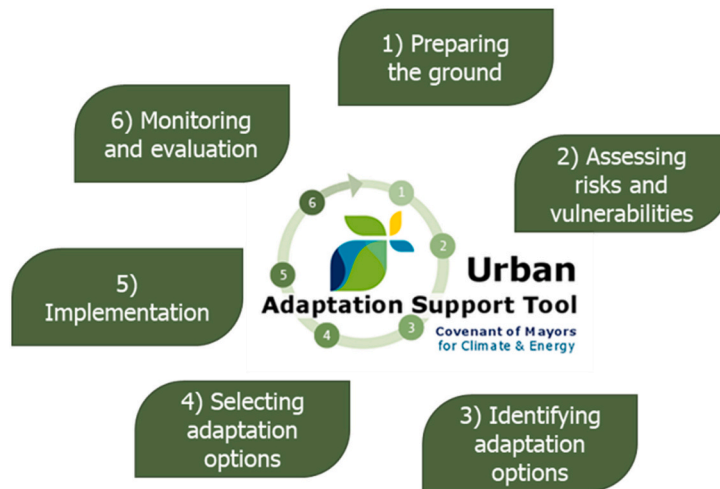 1) Preparing
the ground
2) Assessing
risks and
vulnerabilities
3) Identifying
adaptation
options
4) Selecting
adaptation
options
5)
Implementation
6) Monitoring
and evaluation
1
2
3
4
5
6
Urban
Adaptation Support Tool
Covenant of Mayors
for Climate & Energy